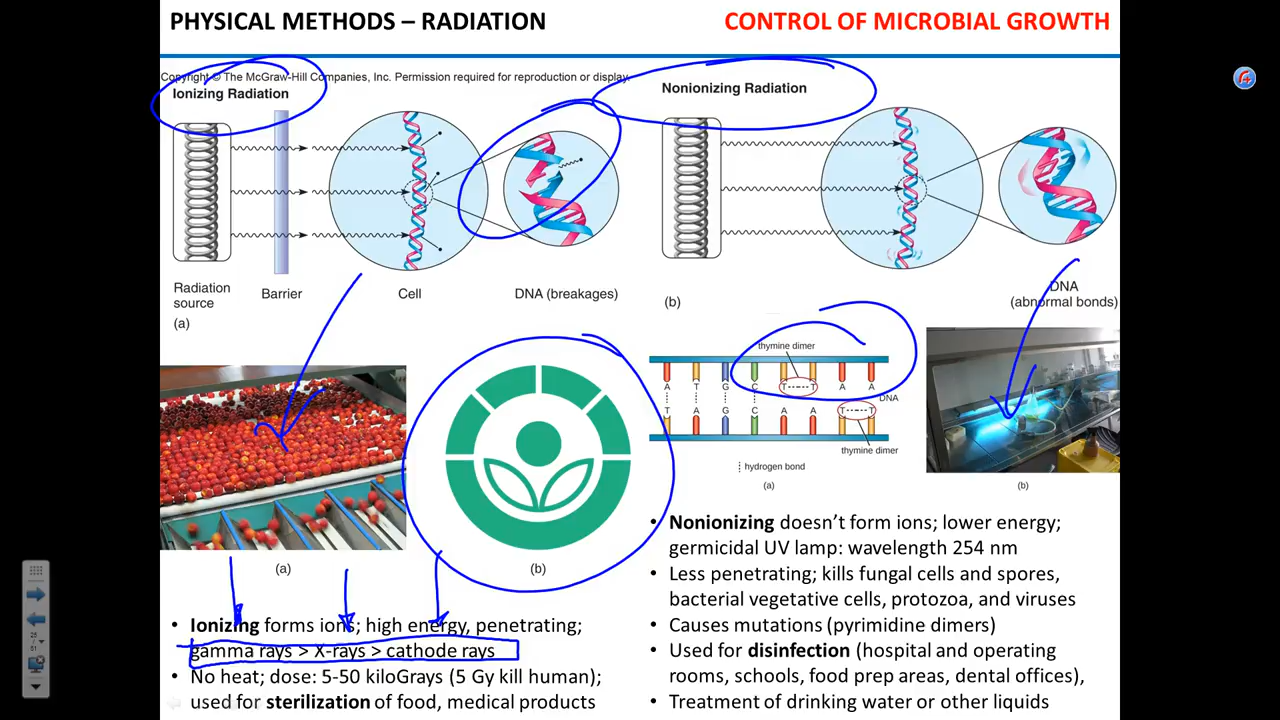 PHYSICAL METHODS – RADIATION
CONTROL OF MICROBIAL GROWTH
Copyright © The McGraw-Hill Companies, Inc. Permission required for reproduction or display.
Ionizing Radiation
Radiation
source
Barrier
Cell
DNA (breakages)
(a)
Nonionizing Radiation
(b)
DNA
(abnormal bonds)
(a)
(b)
thymine dimer
A T G C T T A A
DNA
T A G C A A T T
thymine dimer
hydrogen bond
(a)
(b)
• Ionizing forms ions; high energy, penetrating;
gamma rays > X-rays > cathode rays
• No heat; dose: 5-50 kiloGrays (5 Gy kill human);
used for sterilization of food, medical products
• Nonionizing doesn’t form ions; lower energy;
germicidal UV lamp: wavelength 254 nm
• Less penetrating; kills fungal cells and spores,
bacterial vegetative cells, protozoa, and viruses
• Causes mutations (pyrimidine dimers)
• Used for disinfection (hospital and operating
rooms, schools, food prep areas, dental offices),
• Treatment of drinking water or other liquids
25
/
51